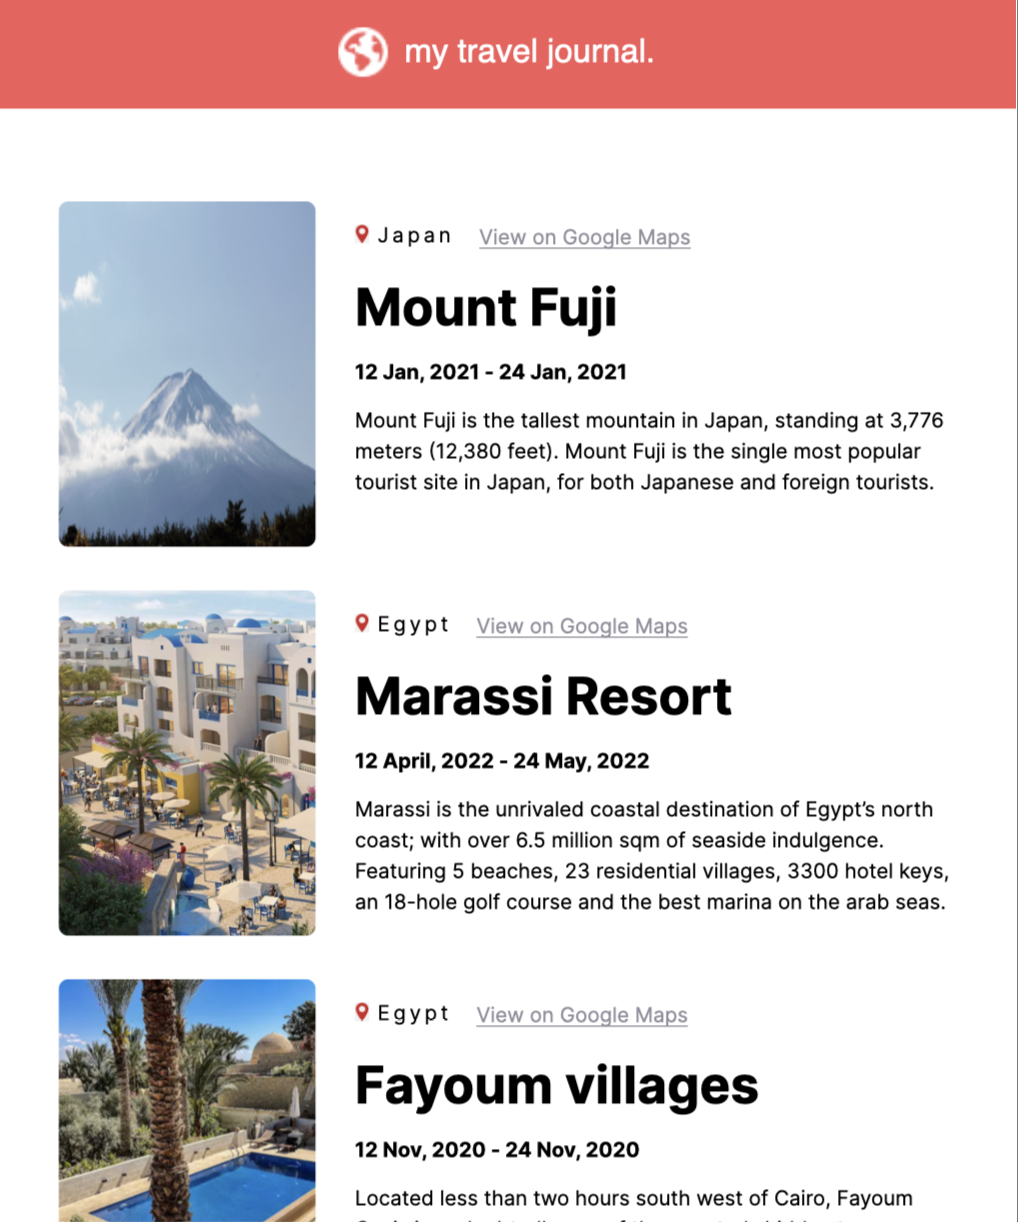 my travel journal.
Japan View on Google Maps
Mount Fuji
12 Jan, 2021 - 24 Jan, 2021
Mount Fuji is the tallest mountain in Japan, standing at 3,776
meters (12,380 feet). Mount Fuji is the single most popular
tourist site in Japan, for both Japanese and foreign tourists.
Egypt View on Google Maps
Marassi Resort
12 April, 2022 - 24 May, 2022
Marassi is the unrivaled coastal destination of Egypt’s north
coast; with over 6.5 million sqm of seaside indulgence.
Featuring 5 beaches, 23 residential villages, 3300 hotel keys,
an 18-hole golf course and the best marina on the arab seas.
Egypt View on Google Maps
Fayoum villages
12 Nov, 2020 - 24 Nov, 2020
Located less than two hours south west of Cairo, Fayoum